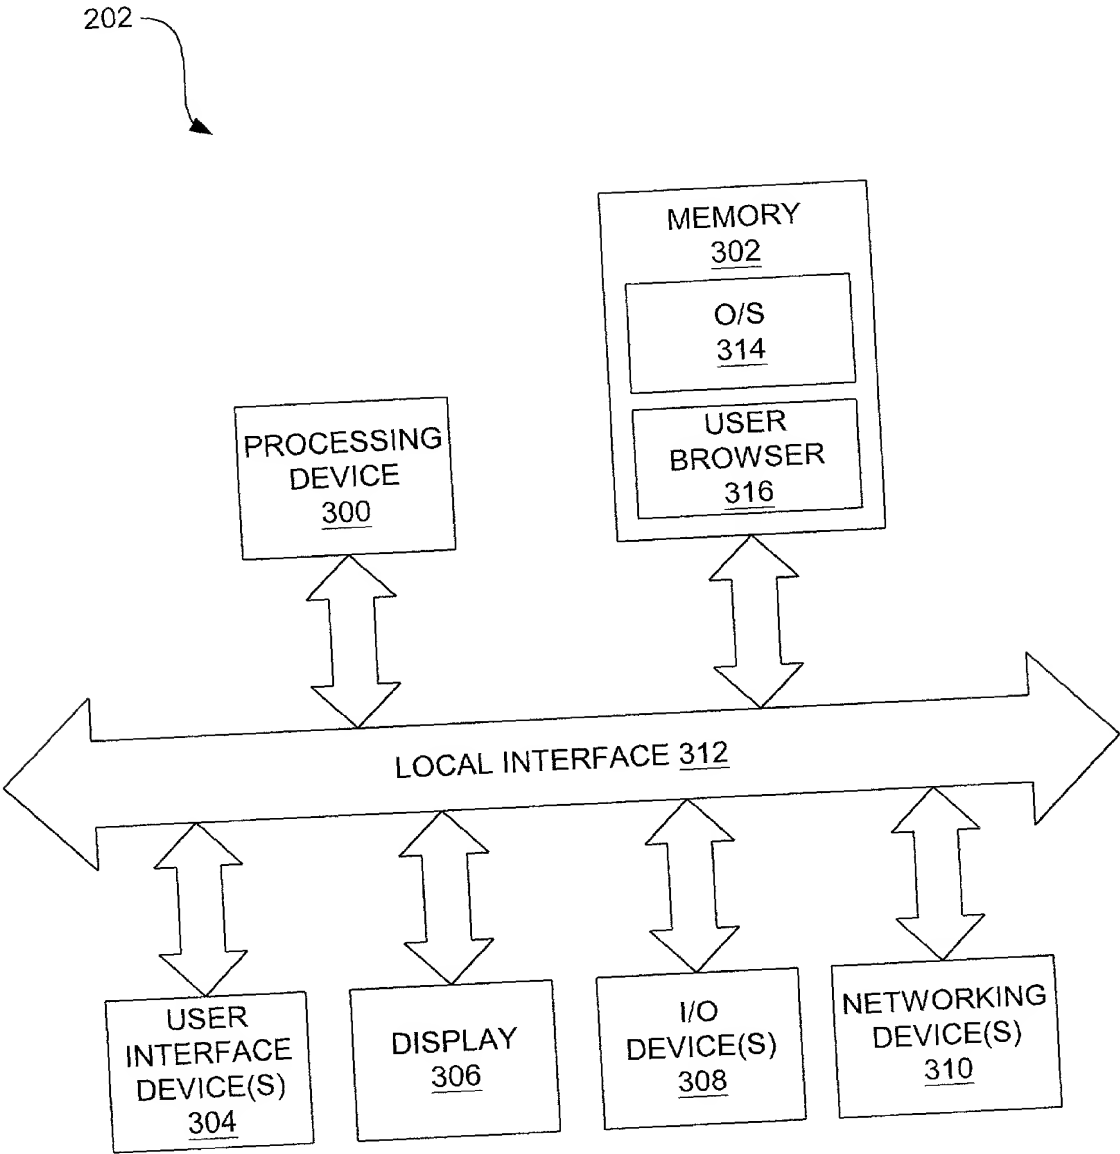 202
MEMORY
302
O/S
314
USER
BROWSER
316
PROCESSING
DEVICE
300
LOCAL INTERFACE 312
USER
INTERFACE
DEVICE(S)
304
DISPLAY
306
I/O
DEVICE(S)
308
NETWORKING
DEVICE(S)
310